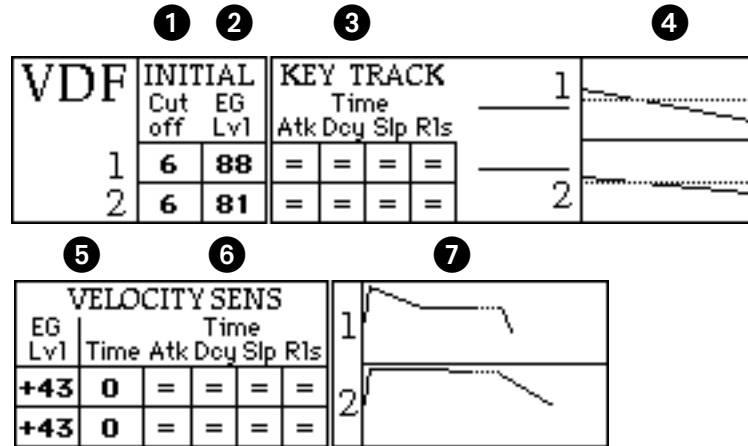 1 2 3 4
VDF INITIAL KEY TRACK 1
Cut EG Time
off Lvl Atk Dcy Slp Rls
1 6 88 = = = =
2 6 81 = = = = 2
5 6 7
VELOCITY SENS
EG Time
Lvl Time Atk Dcy Slp Rls 1
+43 0 = = = =
+43 0 = = = = 2